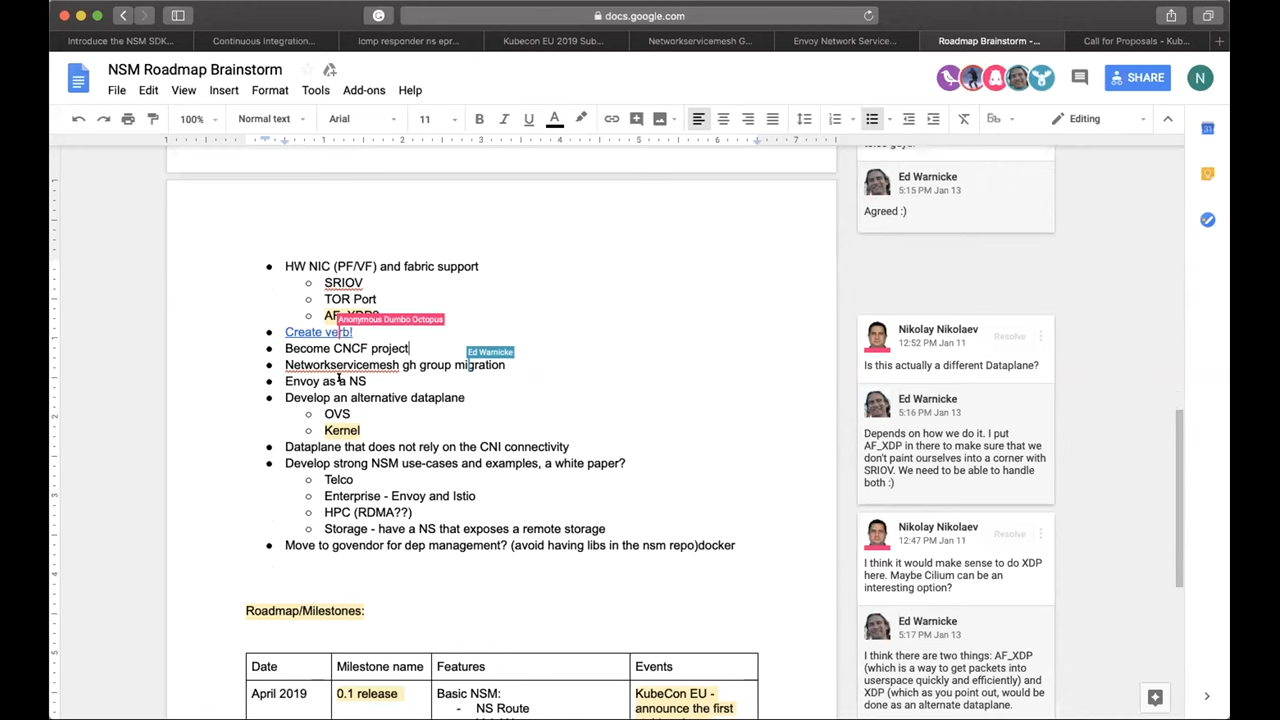 docs.google.com
Introduce the NSM SDK...
Continuous Integration...
Icmp responder ns epr...
Kubecon EU 2019 Sub...
Networkservicemesh G...
Envoy Network Service...
Roadmap Brainstorm -...
Call for Proposals - Kub...
NSM Roadmap Brainstorm
File Edit View Insert Format Tools Add-ons Help
SHARE
N
100% Normal text Arial 11 B I U A Editing
1 1 2 3 4 5 6 7
HW NIC (PF/VF) and fabric support
SRIOV
TOR Port
AF_XDP?
Anonymous Dumbo Octopus
Create verb!
Become CNCF project
Ed Warnicke
Networkservicemesh gh group migration
Envoy as a NS
Develop an alternative dataplane
OVS
Kernel
Dataplane that does not rely on the CNI connectivity
Develop strong NSM use-cases and examples, a white paper?
Telco
Enterprise - Envoy and Istio
HPC (RDMA??)
Storage - have a NS that exposes a remote storage
Move to govendor for dep management? (avoid having libs in the nsm repo)docker
Roadmap/Milestones:
Date Milestone name Features Events
April 2019 0.1 release Basic NSM: KubeCon EU -
- NS Route announce the first
Ed Warnicke
5:15 PM Jan 13
Agreed :)
Nikolay Nikolaev
12:52 PM Jan 11
Resolve
Is this actually a different Dataplane?
Ed Warnicke
5:16 PM Jan 13
Depends on how we do it. I put
AF_XDP in there to make sure that we
don't paint ourselves into a corner with
SRIOV. We need to be able to handle
both :)
Nikolay Nikolaev
12:47 PM Jan 11
Resolve
I think it would make sense to do XDP
here. Maybe Cilium can be an
interesting option?
Ed Warnicke
5:17 PM Jan 13
I think there are two things: AF_XDP
(which is a way to get packets into
userspace quickly and efficiently) and
XDP (which as you point out, would be
done as an alternate dataplane.